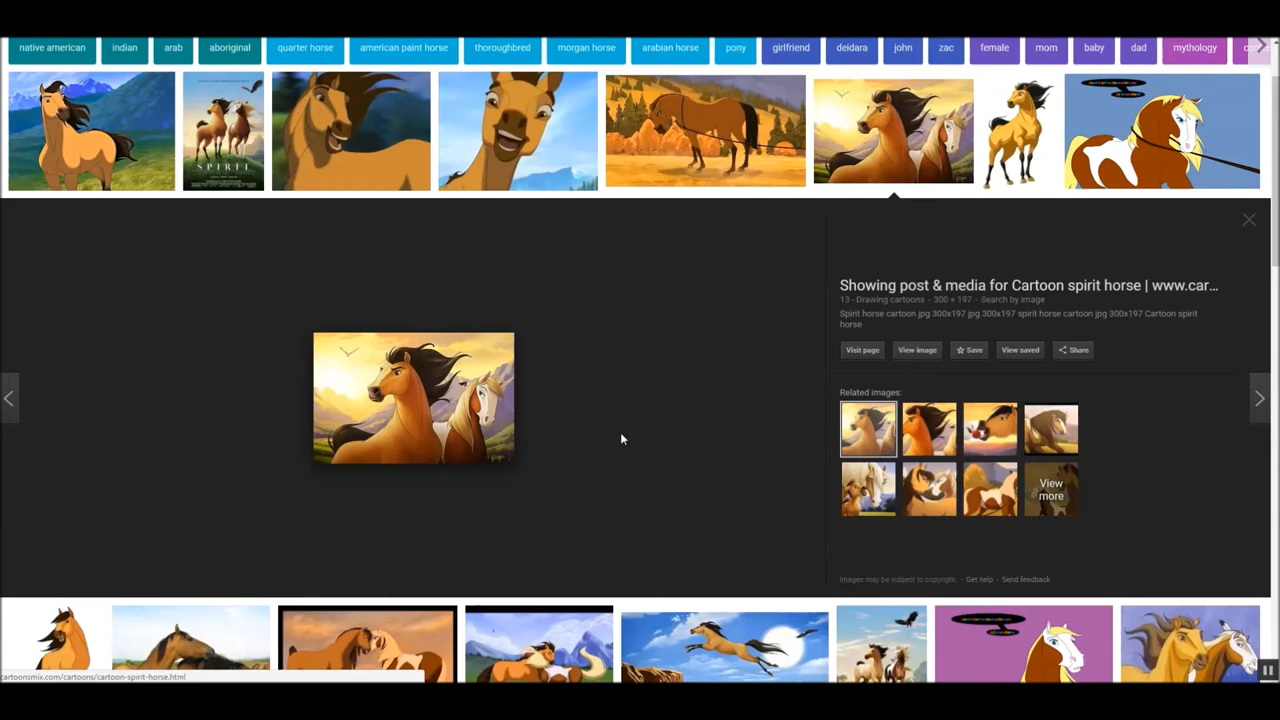 native american
indian
arab
aboriginal
quarter horse
american paint horse
thoroughbred
morgan horse
arabian horse
pony
girlfriend
deidara
john
zac
female
mom
baby
dad
mythology
SPIRIT
Showing post & media for Cartoon spirit horse | www.car...
13 - Drawing cartoons - 300 × 197 - Search by image
Spirit horse cartoon jpg 300x197 jpg 300x197 spirit horse cartoon jpg 300x197 Cartoon spirit
horse
Visit page
View image
Save
View saved
Share
Related images:
View
more
Images may be subject to copyright. - Get help - Send feedback
cartoonsmix.com/cartoons/cartoon-spirit-horse.html